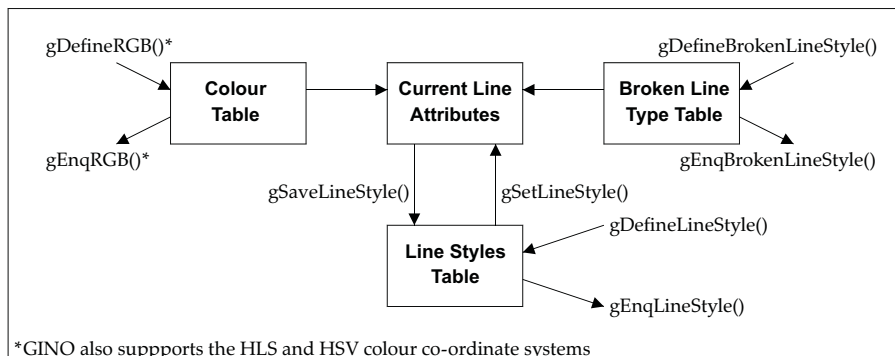 gDefineRGB()*
gDefineBrokenLineStyle()
Colour
Table
Current Line
Attributes
Broken Line
Type Table
gEnqRGB()*
gEnqBrokenLineStyle()
gSaveLineStyle()
gSetLineStyle()
gDefineLineStyle()
Line Styles
Table
gEnqLineStyle()
*GINO also suppports the HLS and HSV colour co-ordinate systems